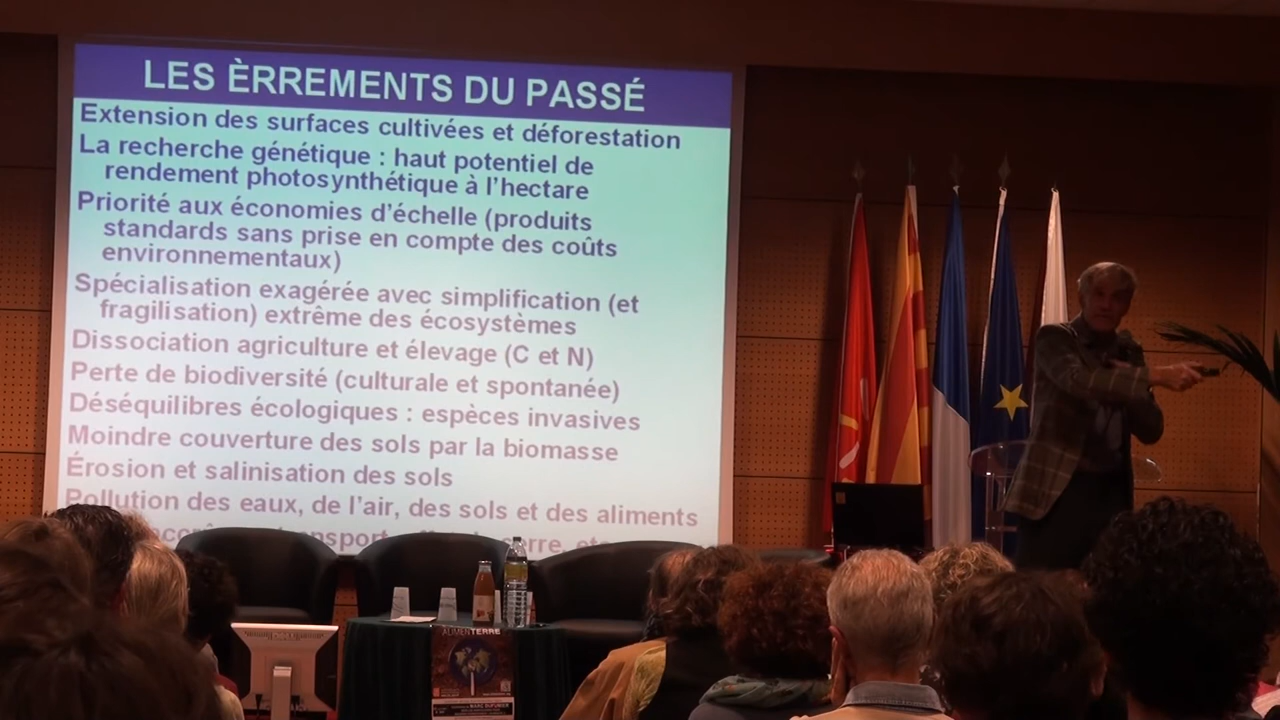 LES ÈRREMENTS DU PASSÉ
Extension des surfaces cultivées et déforestation
La recherche génétique : haut potentiel de
rendement photosynthétique à l'hectare
Priorité aux économies d'échelle (produits
standards sans prise en compte des coûts
environnementaux)
Spécialisation exagérée avec simplification (et
fragilisation) extrême des écosystèmes
Dissociation agriculture et élevage (C et N)
Perte de biodiversité (culturale et spontanée)
Déséquilibres écologiques : espèces invasives
Moindre couverture des sols par la biomasse
Érosion et salinisation des sols
Pollution des eaux, de l'air, des sols et des aliments
ALIMENTERRE
MARC DUFUMIER